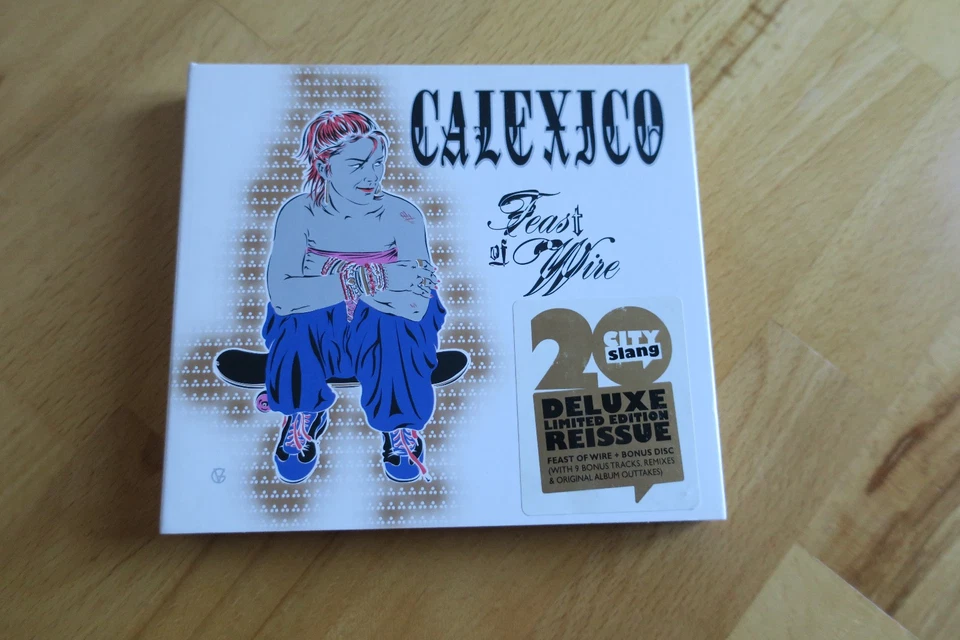 CALEXICO
Feast
of Wire
20
CITY
slang
DELUXE
LIMITED EDITION
REISSUE
FEAST OF WIRE + BONUS DISC
(WITH 9 BONUS TRACKS, REMIXES
& ORIGINAL ALBUM OUTTAKES)